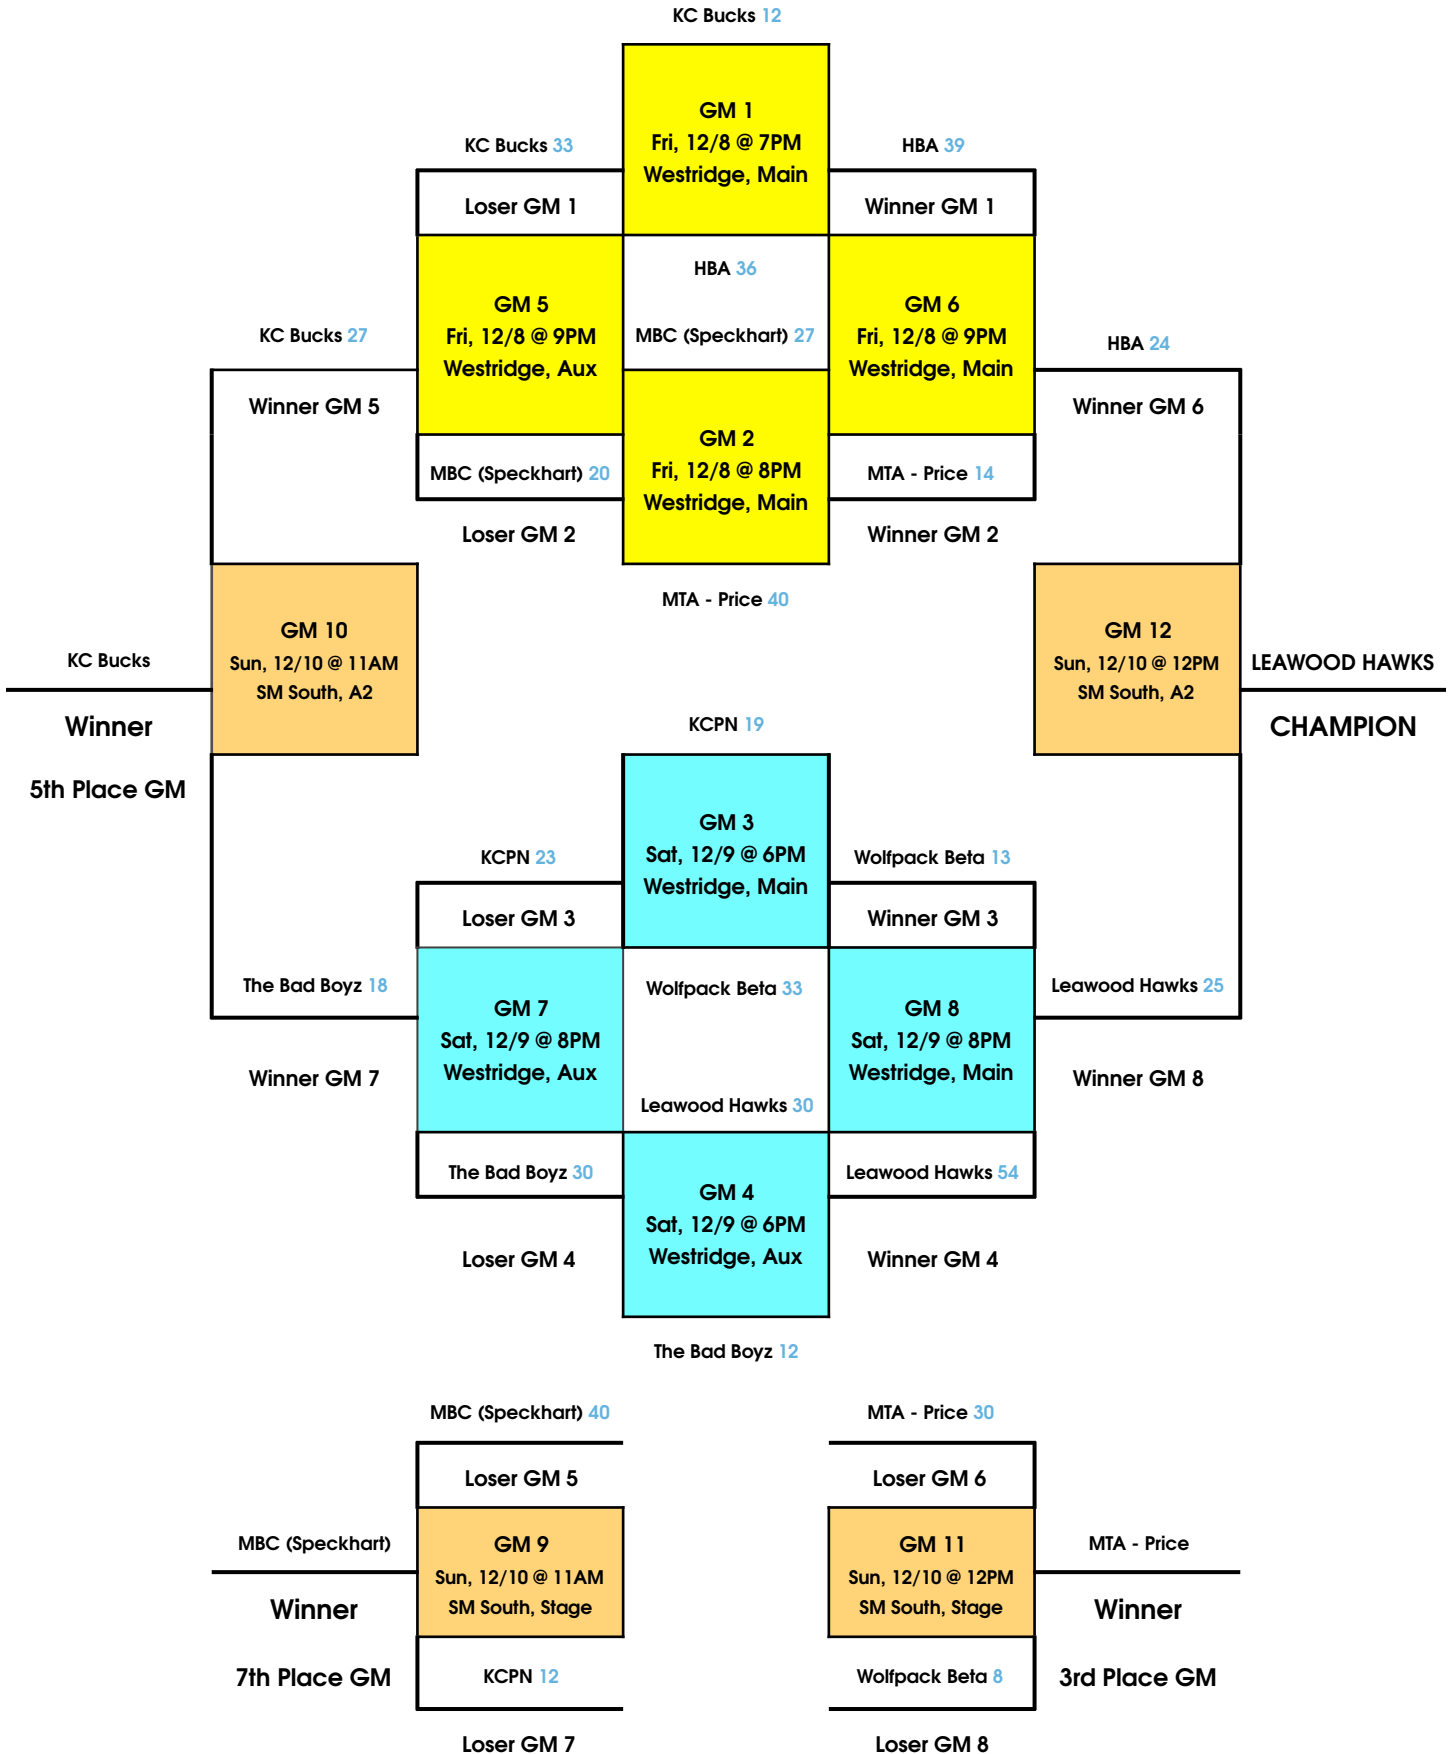 KC Bucks 12
GM 1
Fri, 12/8 @ 7PM
Westridge, Main
KC Bucks 33
HBA 39
Loser GM 1
Winner GM 1
HBA 36
GM 5
Fri, 12/8 @ 9PM
Westridge, Aux
MBC (Speckhart) 27
GM 6
Fri, 12/8 @ 9PM
Westridge, Main
KC Bucks 27
HBA 24
Winner GM 5
Winner GM 6
GM 2
Fri, 12/8 @ 8PM
Westridge, Main
MBC (Speckhart) 20
MTA - Price 14
Loser GM 2
Winner GM 2
MTA - Price 40
GM 10
Sun, 12/10 @ 11AM
SM South, A2
GM 12
Sun, 12/10 @ 12PM
SM South, A2
KC Bucks
LEAWOOD HAWKS
Winner
CHAMPION
5th Place GM
KCPN 19
GM 3
Sat, 12/9 @ 6PM
Westridge, Main
KCPN 23
Wolfpack Beta 13
Loser GM 3
Winner GM 3
The Bad Boyz 18
Wolfpack Beta 33
Leawood Hawks 25
GM 7
Sat, 12/9 @ 8PM
Westridge, Aux
GM 8
Sat, 12/9 @ 8PM
Westridge, Main
Winner GM 7
Winner GM 8
Leawood Hawks 30
The Bad Boyz 30
Leawood Hawks 54
GM 4
Sat, 12/9 @ 6PM
Westridge, Aux
Loser GM 4
Winner GM 4
The Bad Boyz 12
MBC (Speckhart) 40
MTA - Price 30
Loser GM 5
Loser GM 6
MBC (Speckhart)
GM 9
Sun, 12/10 @ 11AM
SM South, Stage
GM 11
Sun, 12/10 @ 12PM
SM South, Stage
MTA - Price
Winner
Winner
7th Place GM
KCPN 12
Wolfpack Beta 8
3rd Place GM
Loser GM 7
Loser GM 8